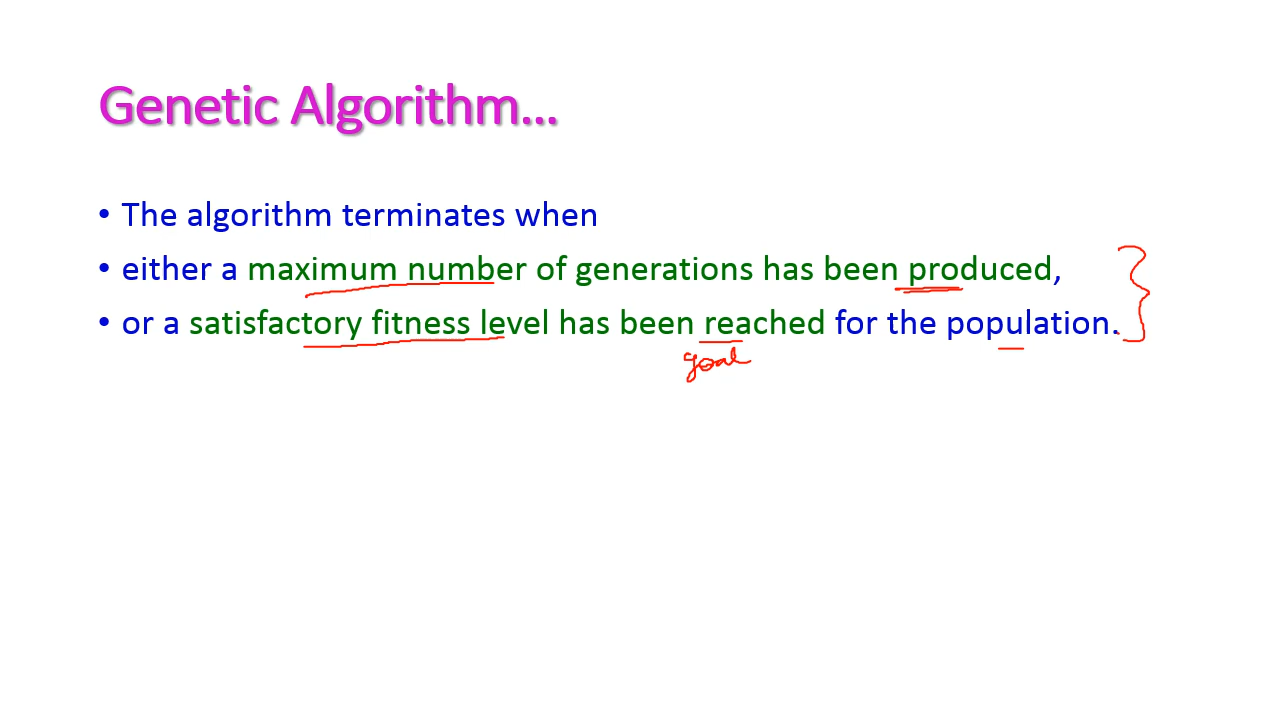 Genetic Algorithm...
• The algorithm terminates when
• either a maximum number of generations has been produced,
• or a satisfactory fitness level has been reached for the population.
goal